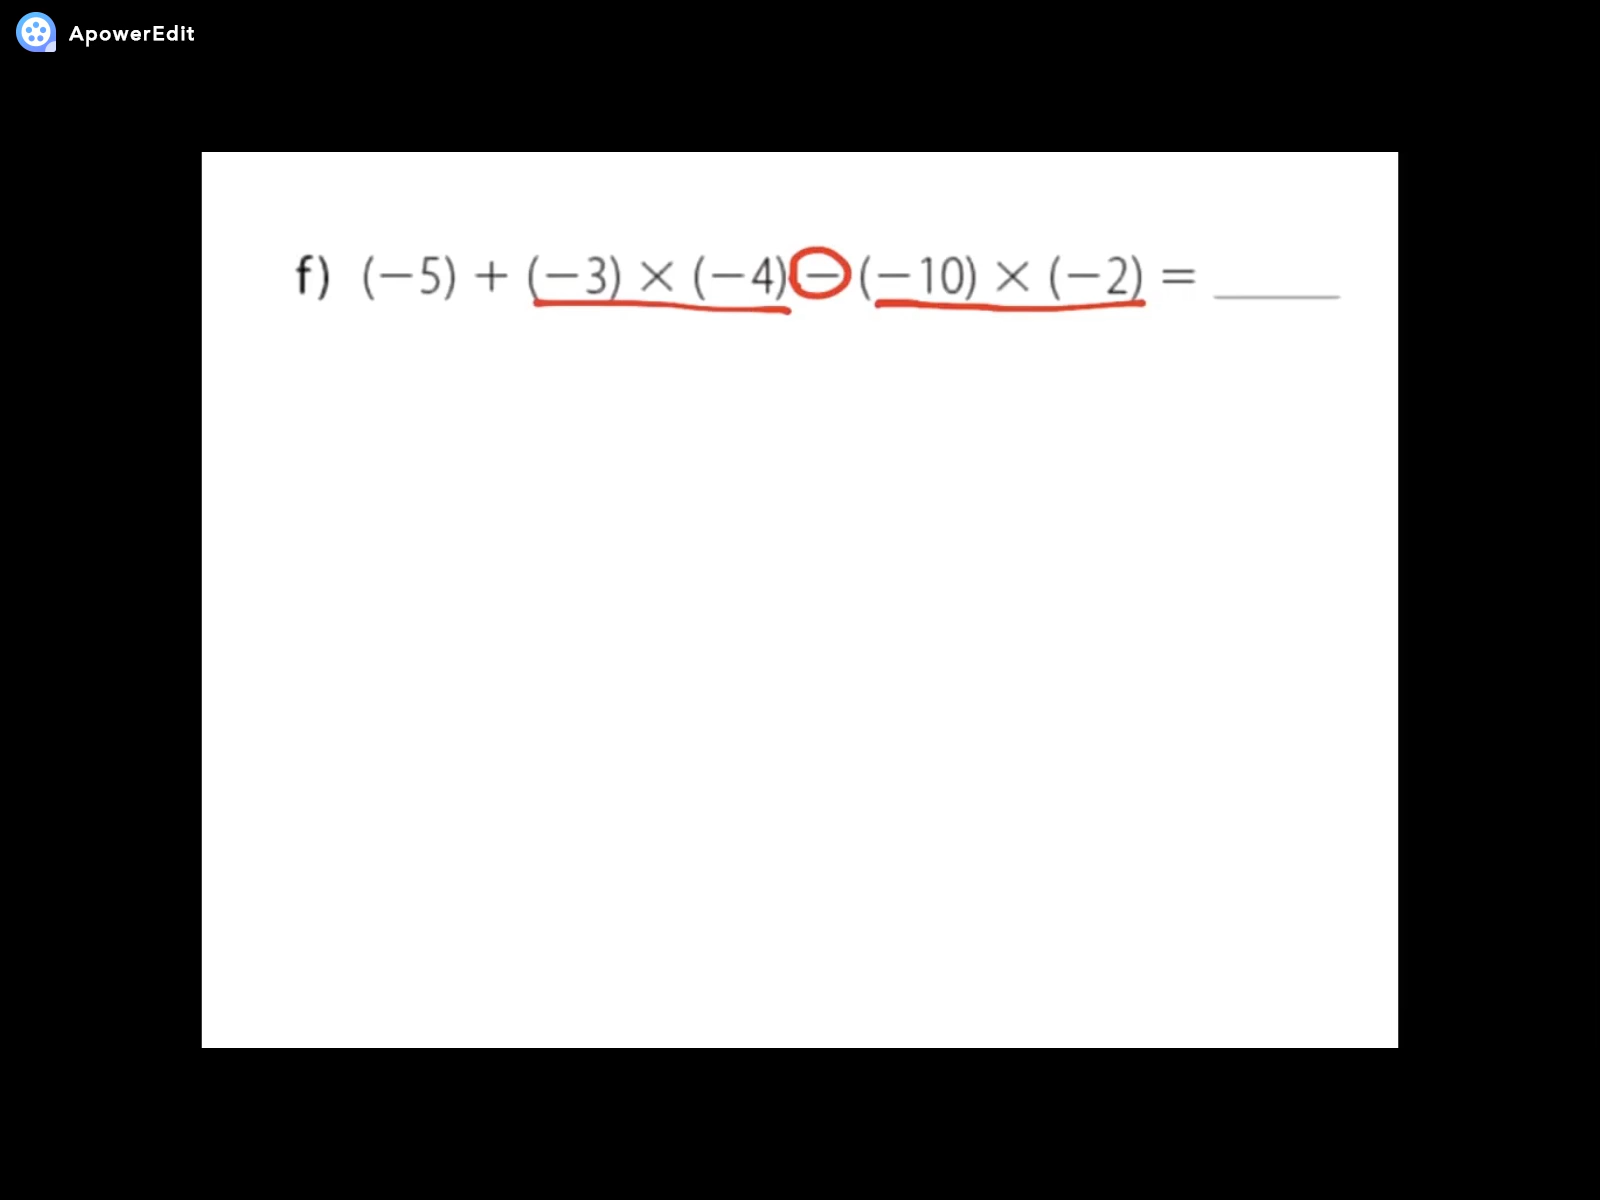 ApowerEdit
f) (−5) + (−3) × (−4) − (−10) × (−2) = ______